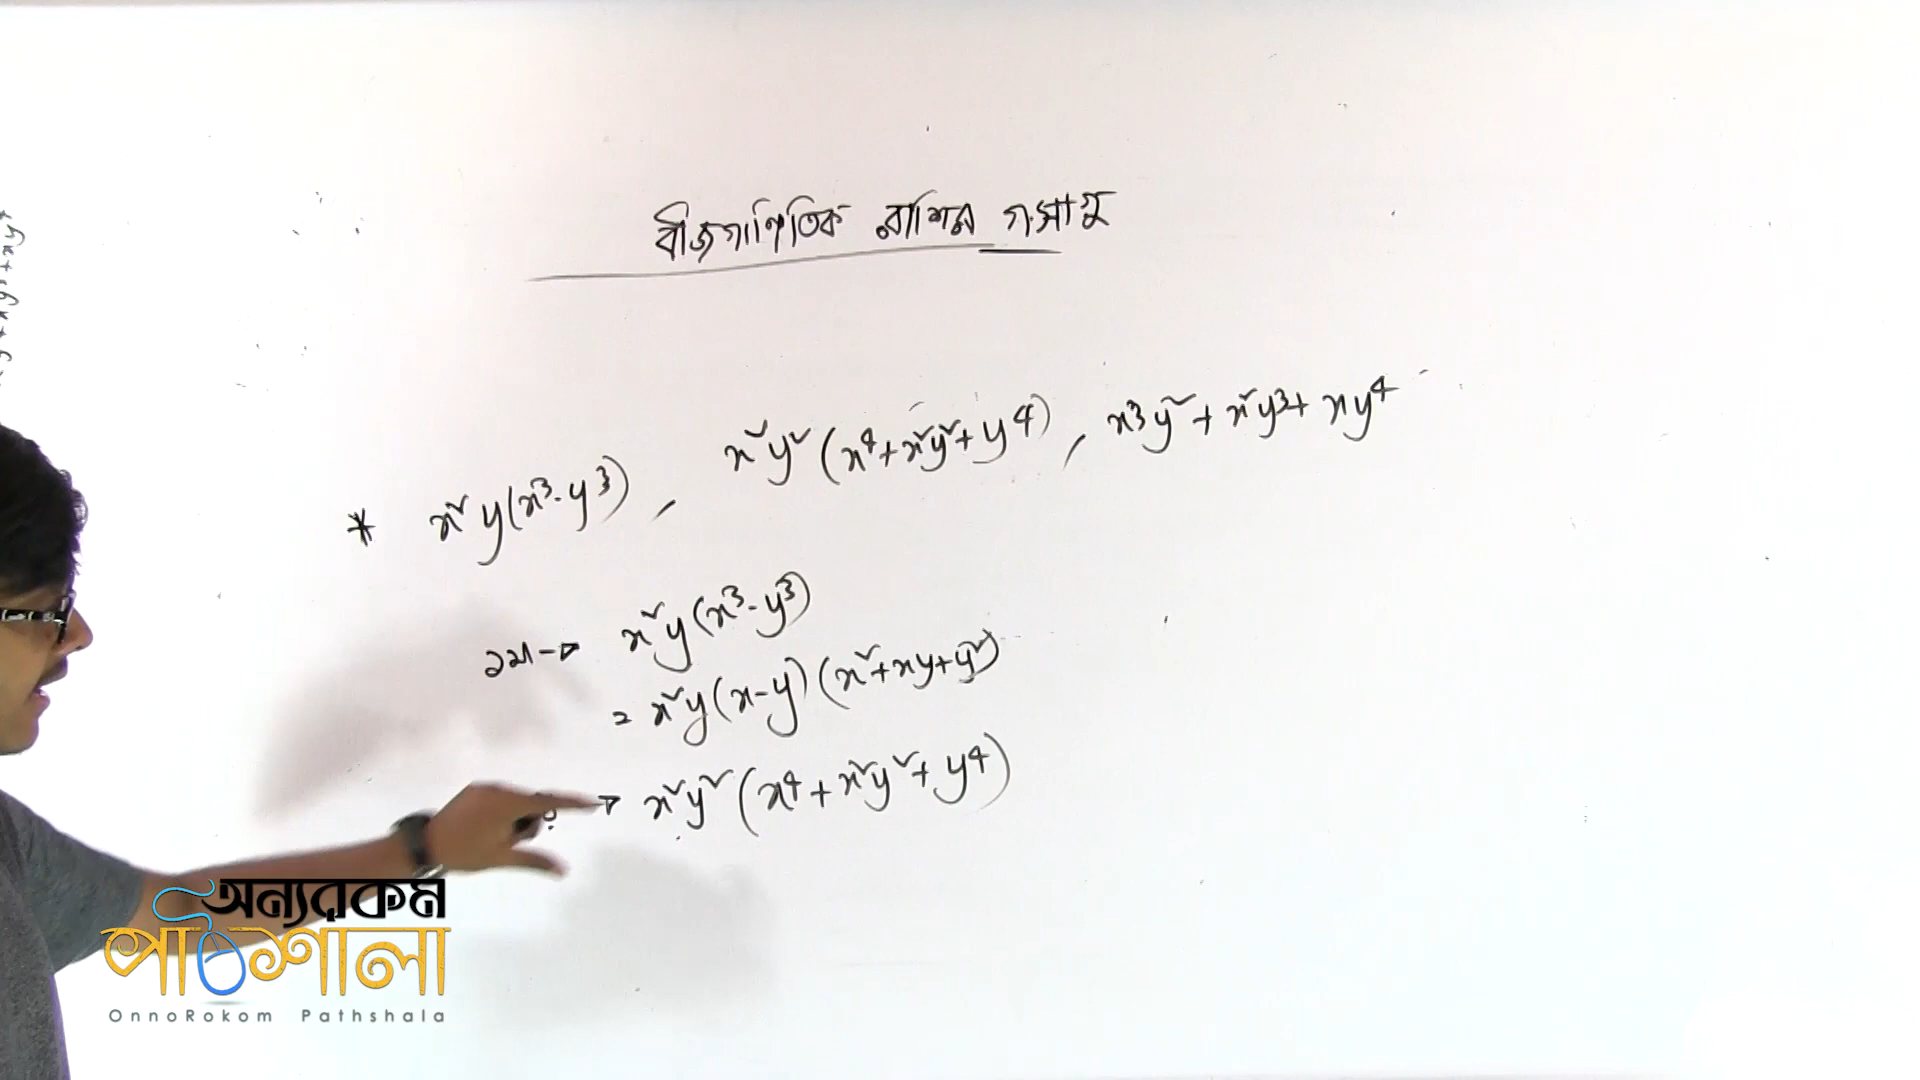 বীজগাণিতিক রাশির গ.সা.গু
* x²y(x³-y³), x²y²(x⁴+x²y²+y⁴), x³y²+x²y³+xy⁴
১ম → x²y(x³-y³)
= x²y(x-y)(x²+xy+y²)
→ x²y²(x⁴+x²y²+y⁴)
অন্যরকম
পাঠশালা
OnnoRokom Pathshala